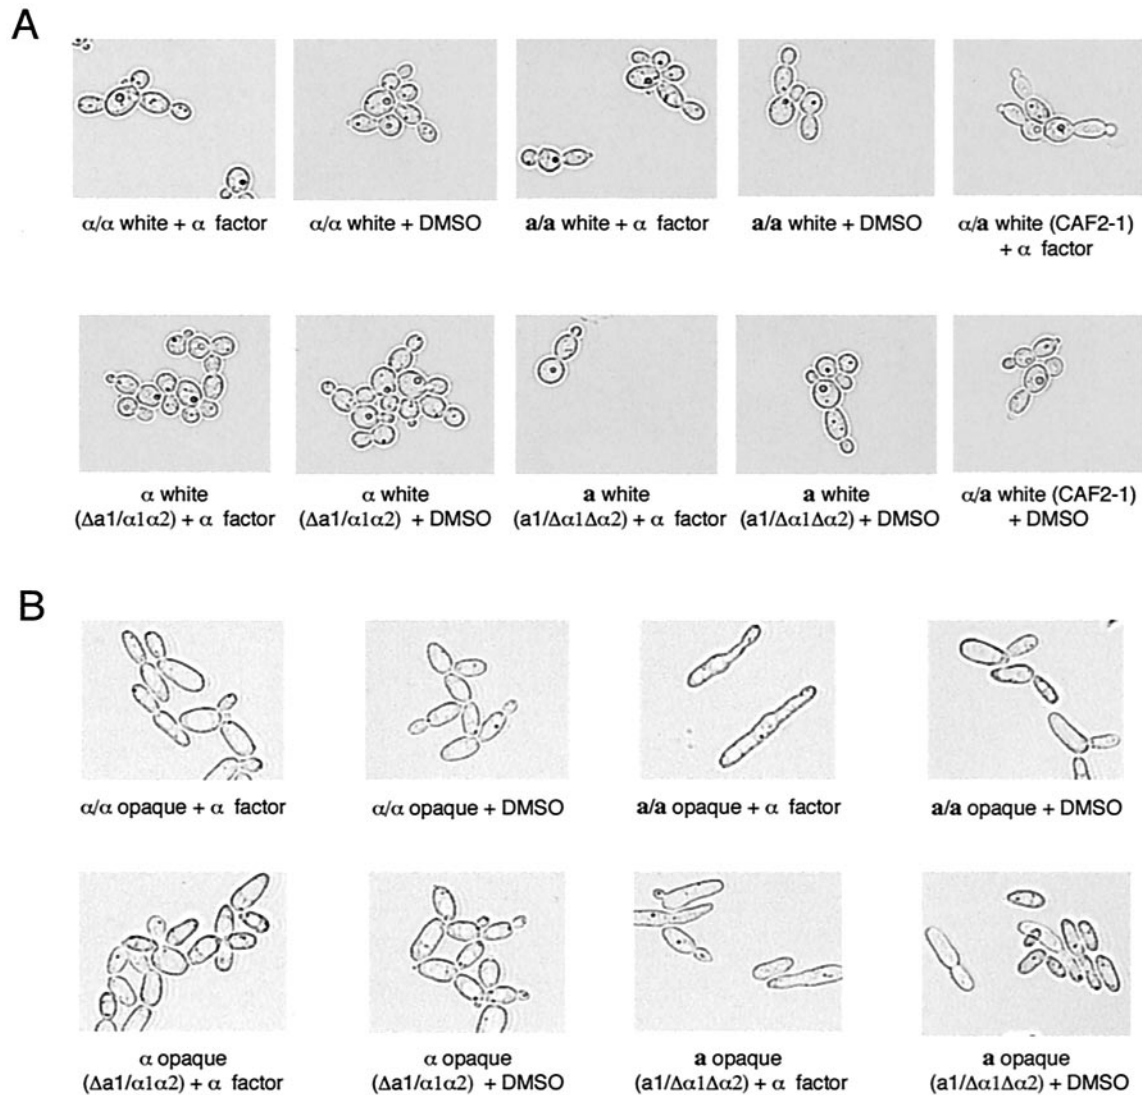 A
α/α white + α factor
α/α white + DMSO
a/a white + α factor
a/a white + DMSO
α/a white (CAF2-1)
+ α factor
α white
(Δa1/α1α2) + α factor
α white
(Δa1/α1α2) + DMSO
a white
(a1/Δα1Δα2) + α factor
a white
(a1/Δα1Δα2) + DMSO
α/a white (CAF2-1)
+ DMSO
B
α/α opaque + α factor
α/α opaque + DMSO
a/a opaque + α factor
a/a opaque + DMSO
α opaque
(Δa1/α1α2) + α factor
α opaque
(Δa1/α1α2) + DMSO
a opaque
(a1/Δα1Δα2) + α factor
a opaque
(a1/Δα1Δα2) + DMSO